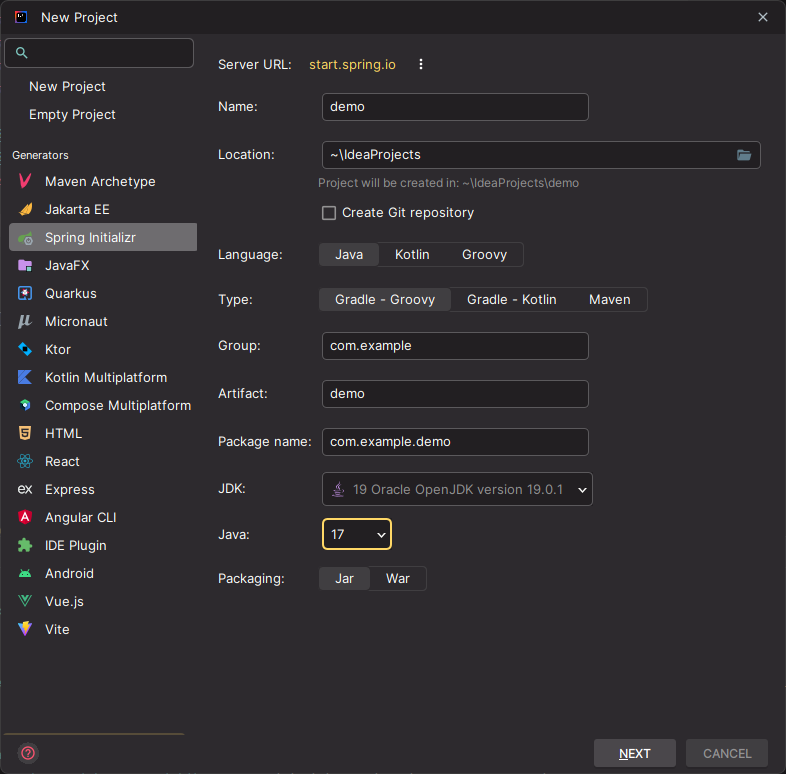 New Project
New Project
Empty Project
Generators
Maven Archetype
Jakarta EE
Spring Initializr
JavaFX
Quarkus
Micronaut
Ktor
Kotlin Multiplatform
Compose Multiplatform
HTML
React
ex Express
Angular CLI
IDE Plugin
Android
Vue.js
Vite
Server URL: start.spring.io
Name: demo
Location: ~\IdeaProjects
Project will be created in: ~\IdeaProjects\demo
Create Git repository
Language: Java Kotlin Groovy
Type: Gradle - Groovy Gradle - Kotlin Maven
Group: com.example
Artifact: demo
Package name: com.example.demo
JDK: 19 Oracle OpenJDK version 19.0.1
Java: 17
Packaging: Jar War
?
NEXT CANCEL